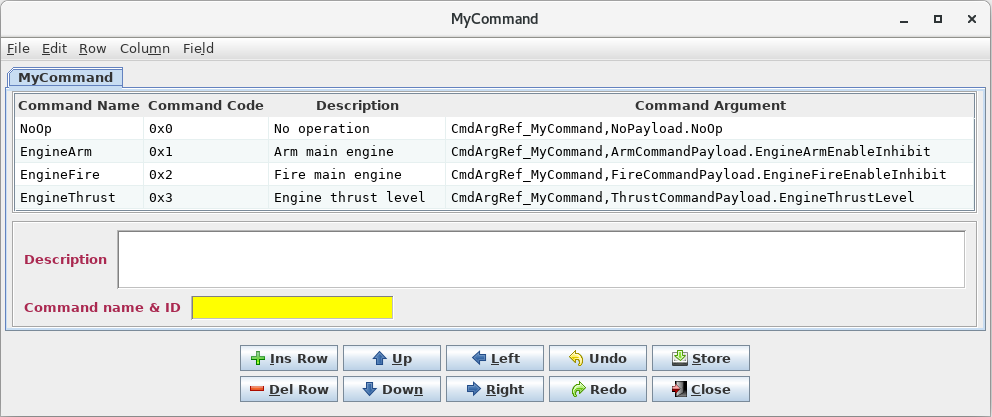 MyCommand
File Edit Row Column Field
MyCommand
Command Name Command Code Description Command Argument
NoOp 0x0 No operation CmdArgRef_MyCommand,NoPayload.NoOp
EngineArm 0x1 Arm main engine CmdArgRef_MyCommand,ArmCommandPayload.EngineArmEnableInhibit
EngineFire 0x2 Fire main engine CmdArgRef_MyCommand,FireCommandPayload.EngineFireEnableInhibit
EngineThrust 0x3 Engine thrust level CmdArgRef_MyCommand,ThrustCommandPayload.EngineThrustLevel
Description
Command name & ID
Ins Row Up Left Undo Store
Del Row Down Right Redo Close